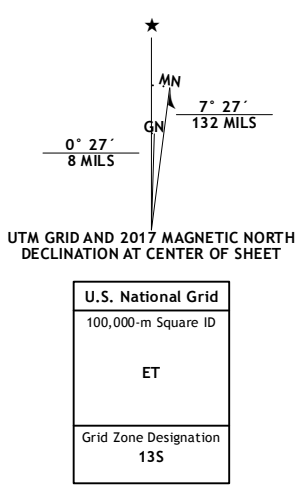 ★
MN
7° 27´
132 MILS
GN
0° 27´
8 MILS
UTM GRID AND 2017 MAGNETIC NORTH
DECLINATION AT CENTER OF SHEET
U.S. National Grid
100,000-m Square ID
ET
Grid Zone Designation
13S